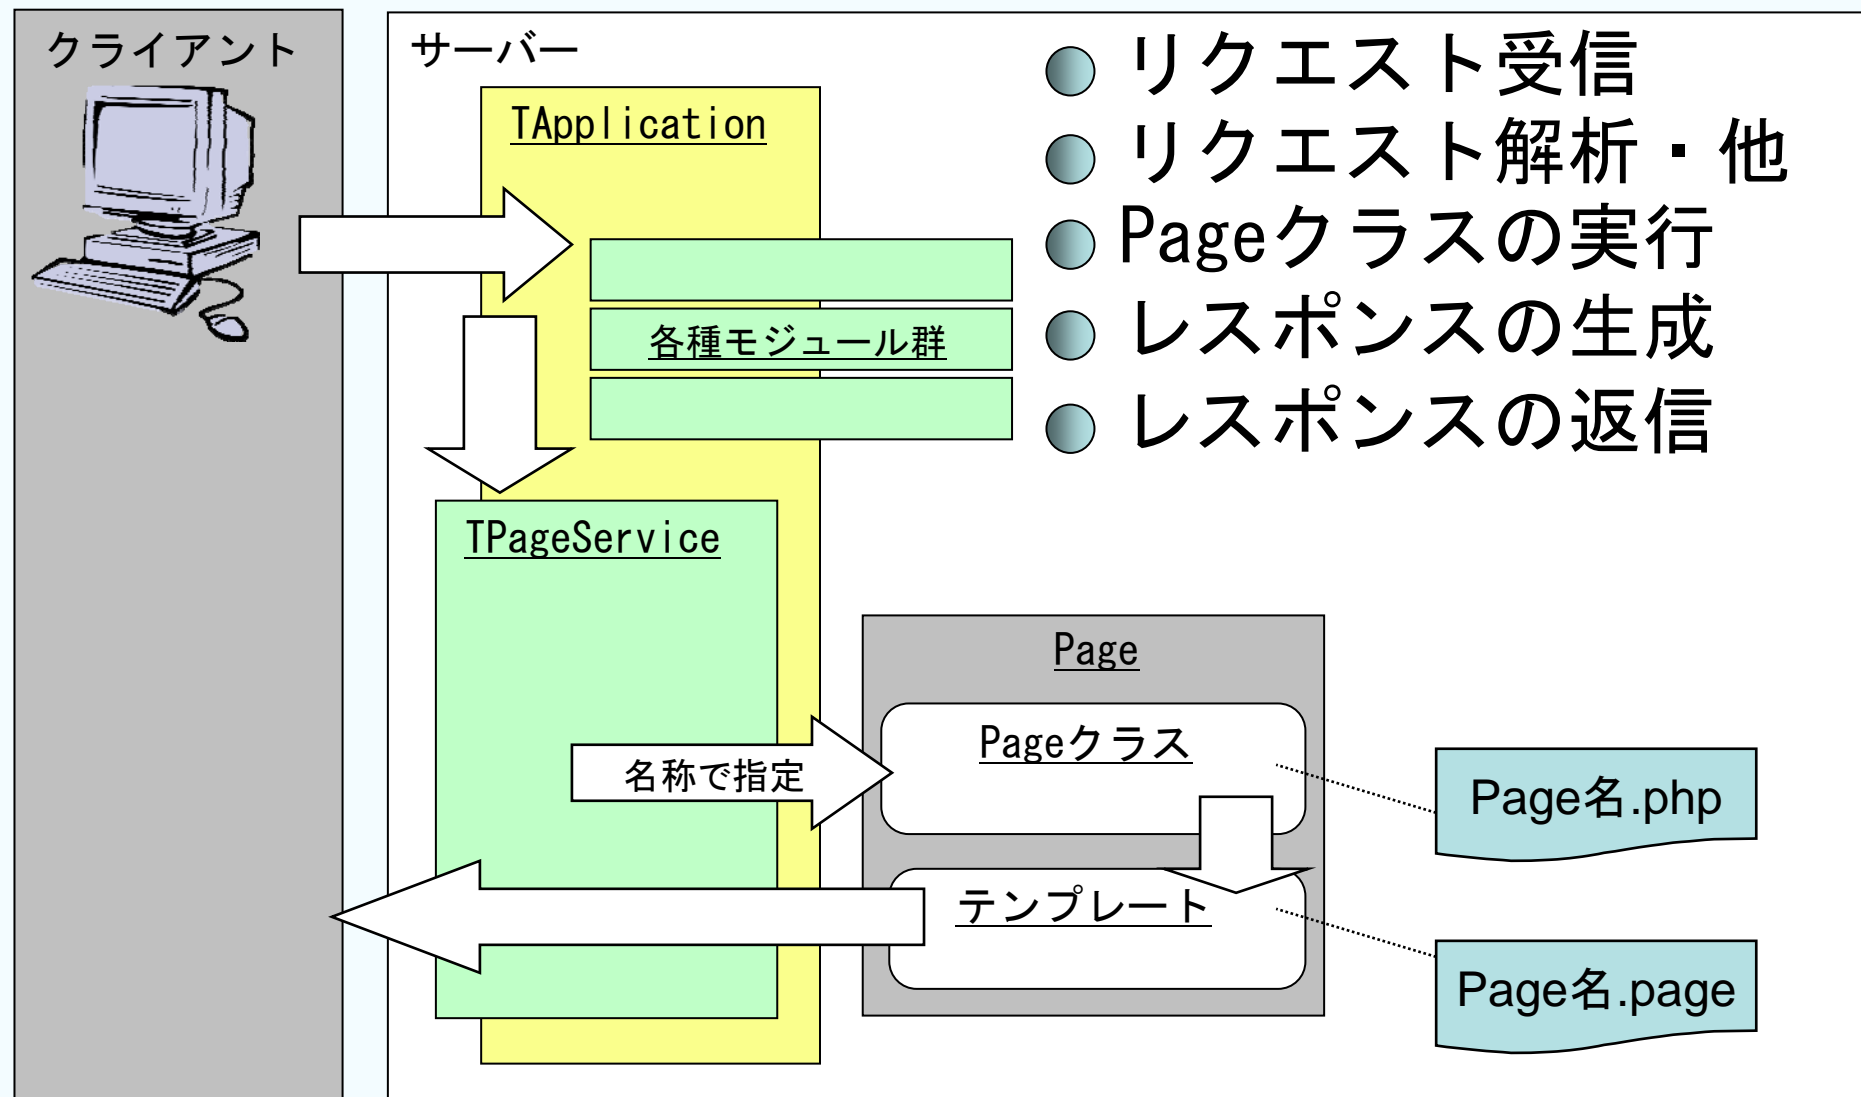 クライアント
サーバー
TApplication
各種モジュール群
リクエスト受信
リクエスト解析・他
Pageクラスの実行
レスポンスの生成
レスポンスの返信
TPageService
名称で指定
Page
Pageクラス
テンプレート
Page名.php
Page名.page